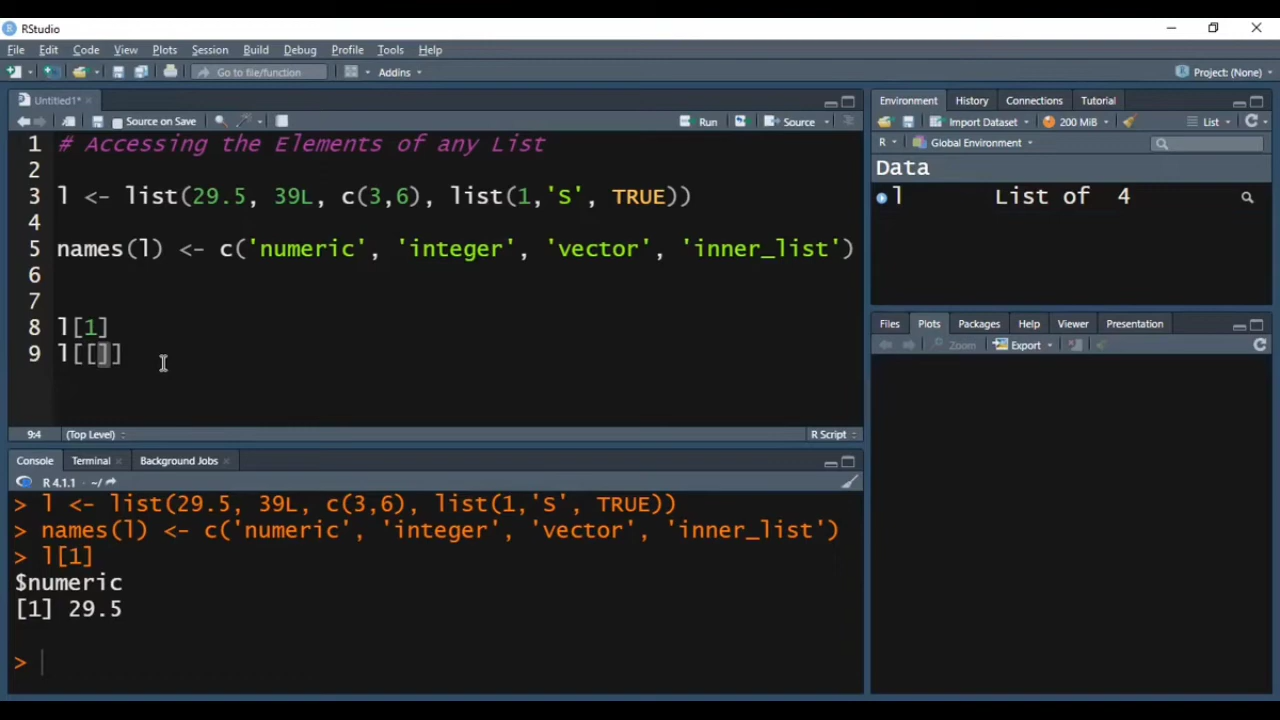 RStudio
File Edit Code View Plots Session Build Debug Profile Tools Help
Go to file/function Addins Project: (None)
Untitled1*
Source on Save Run Source
1 # Accessing the Elements of any List
2
3 l <- list(29.5, 39L, c(3,6), list(1,'S', TRUE))
4
5 names(l) <- c('numeric', 'integer', 'vector', 'inner_list')
6
7
8 l[1]
9 l[[]]
9:4 (Top Level) R Script
Console Terminal Background Jobs
R 4.1.1 · ~/
> l <- list(29.5, 39L, c(3,6), list(1,'S', TRUE))
> names(l) <- c('numeric', 'integer', 'vector', 'inner_list')
> l[1]
$numeric
[1] 29.5
>
Environment History Connections Tutorial
Import Dataset 200 MiB List
R Global Environment
Data
l List of 4
Files Plots Packages Help Viewer Presentation
Zoom Export